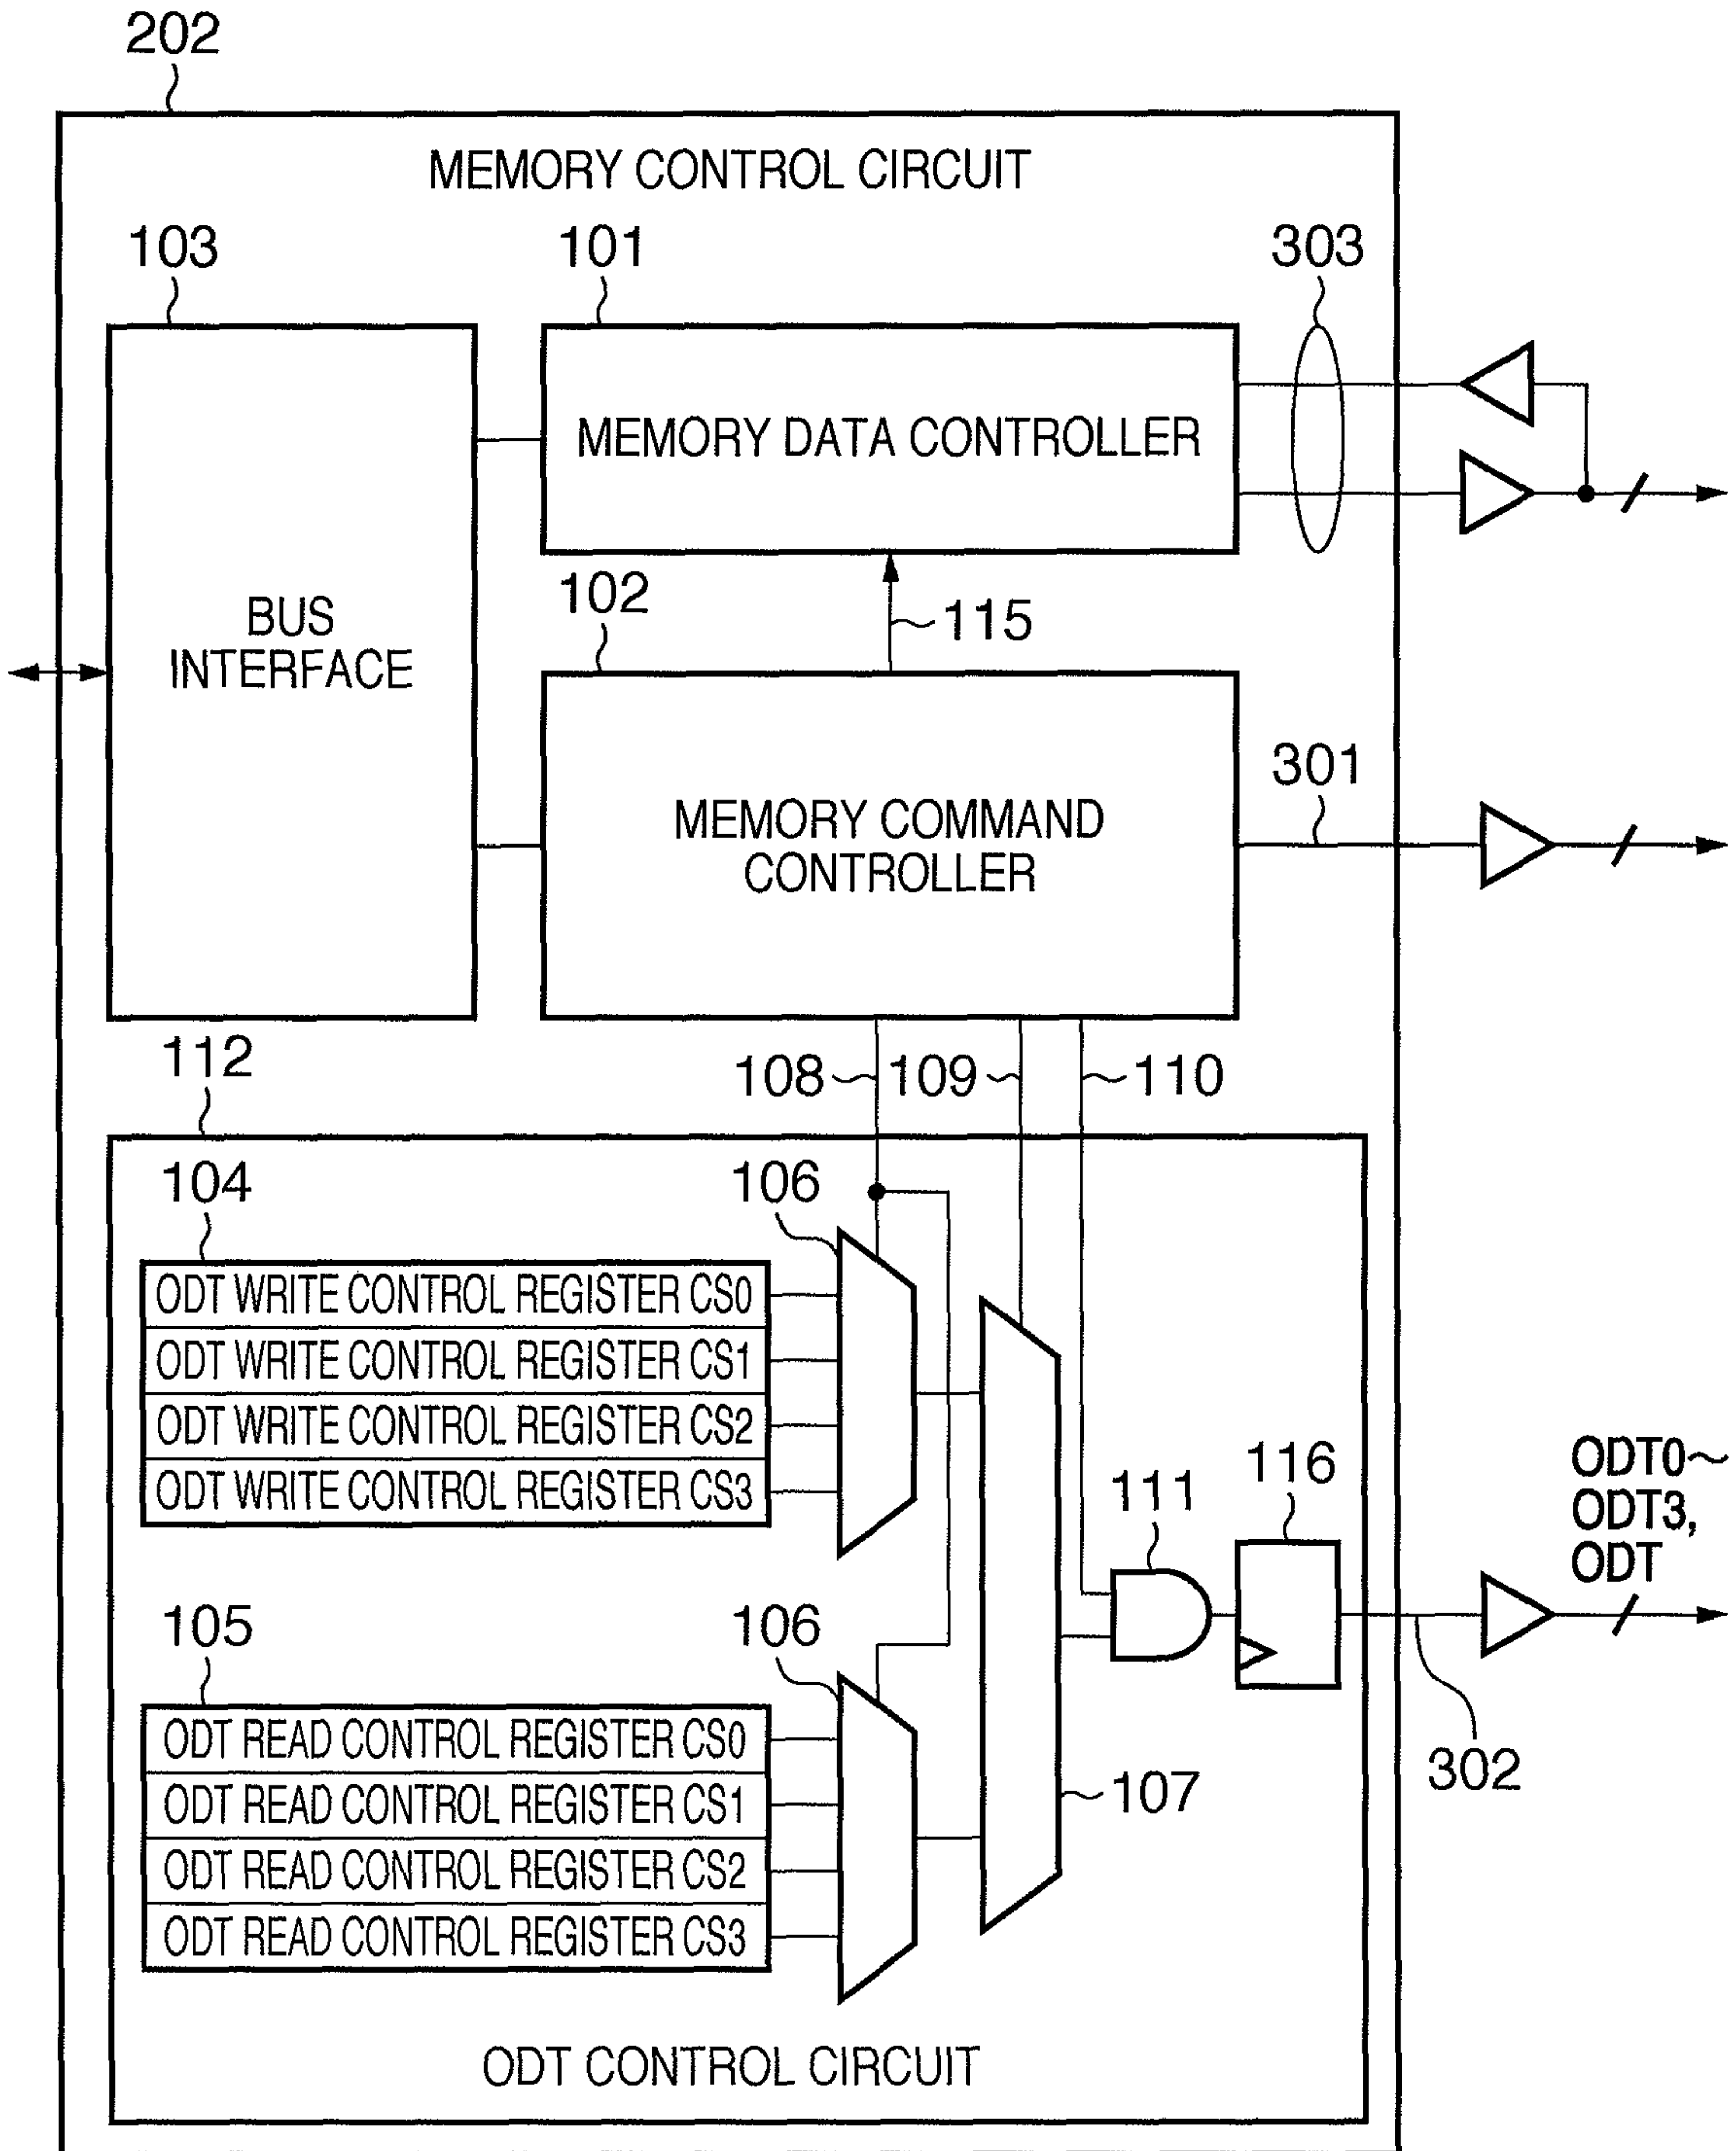 202
MEMORY CONTROL CIRCUIT
103
101
303
MEMORY DATA CONTROLLER
102
115
BUS
INTERFACE
301
MEMORY COMMAND
CONTROLLER
112
108
109
110
104
106
ODT WRITE CONTROL REGISTER CS0
ODT WRITE CONTROL REGISTER CS1
ODT WRITE CONTROL REGISTER CS2
ODT WRITE CONTROL REGISTER CS3
111
116
ODT0~
ODT3,
ODT
105
106
ODT READ CONTROL REGISTER CS0
ODT READ CONTROL REGISTER CS1
ODT READ CONTROL REGISTER CS2
ODT READ CONTROL REGISTER CS3
107
302
ODT CONTROL CIRCUIT